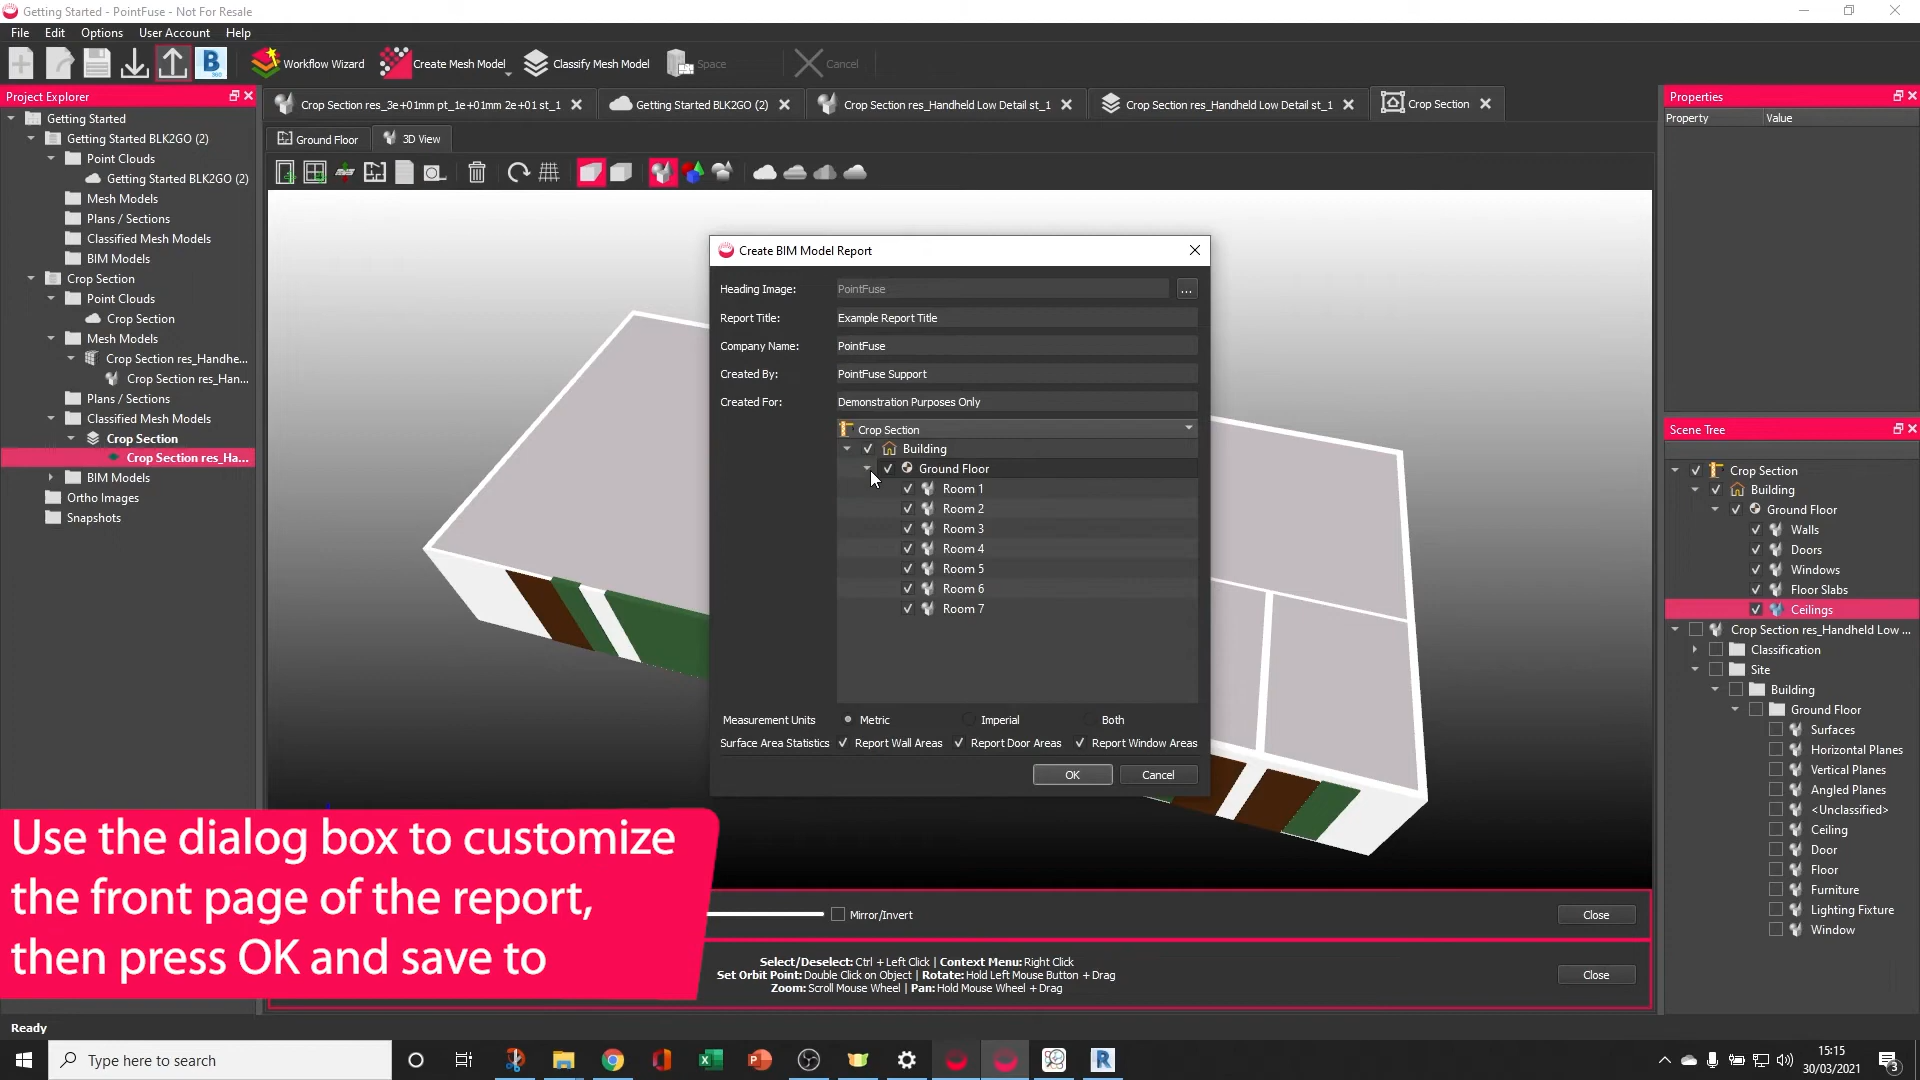 Getting Started - PointFuse - Not For Resale
File Edit Options User Account Help
Workflow Wizard Create Mesh Model Classify Mesh Model Space Cancel
Project Explorer
Getting Started
Getting Started BLK2GO (2)
Point Clouds
Getting Started BLK2GO (2)
Mesh Models
Plans / Sections
Classified Mesh Models
BIM Models
Crop Section
Point Clouds
Crop Section
Mesh Models
Crop Section res_Handhe...
Crop Section res_Han...
Plans / Sections
Classified Mesh Models
Crop Section
Crop Section res_Ha...
BIM Models
Ortho Images
Snapshots
Crop Section res_3e+01mm pt_1e+01mm 2e+01 st_1 Getting Started BLK2GO (2) Crop Section res_Handheld Low Detail st_1 Crop Section res_Handheld Low Detail st_1 Crop Section
Ground Floor 3D View
Create BIM Model Report
Heading Image: PointFuse ...
Report Title: Example Report Title
Company Name: PointFuse
Created By: PointFuse Support
Created For: Demonstration Purposes Only
Crop Section
Building
Ground Floor
Room 1
Room 2
Room 3
Room 4
Room 5
Room 6
Room 7
Measurement Units Metric Imperial Both
Surface Area Statistics Report Wall Areas Report Door Areas Report Window Areas
OK Cancel
Properties
Property Value
Scene Tree
Crop Section
Building
Ground Floor
Walls
Doors
Windows
Floor Slabs
Ceilings
Crop Section res_Handheld Low ...
Classification
Site
Building
Ground Floor
Surfaces
Horizontal Planes
Vertical Planes
Angled Planes
<Unclassified>
Ceiling
Door
Floor
Furniture
Lighting Fixture
Window
Use the dialog box to customize
the front page of the report,
then press OK and save to
Mirror/Invert Close
Select/Deselect: Ctrl + Left Click | Context Menu: Right Click
Set Orbit Point: Double Click on Object | Rotate: Hold Left Mouse Button + Drag
Zoom: Scroll Mouse Wheel | Pan: Hold Mouse Wheel + Drag
Close
Ready
Type here to search
15:15
30/03/2021
3